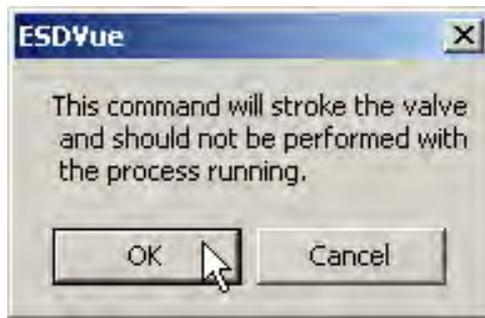 ESDVue
This command will stroke the valve
and should not be performed with
the process running.
OK
Cancel